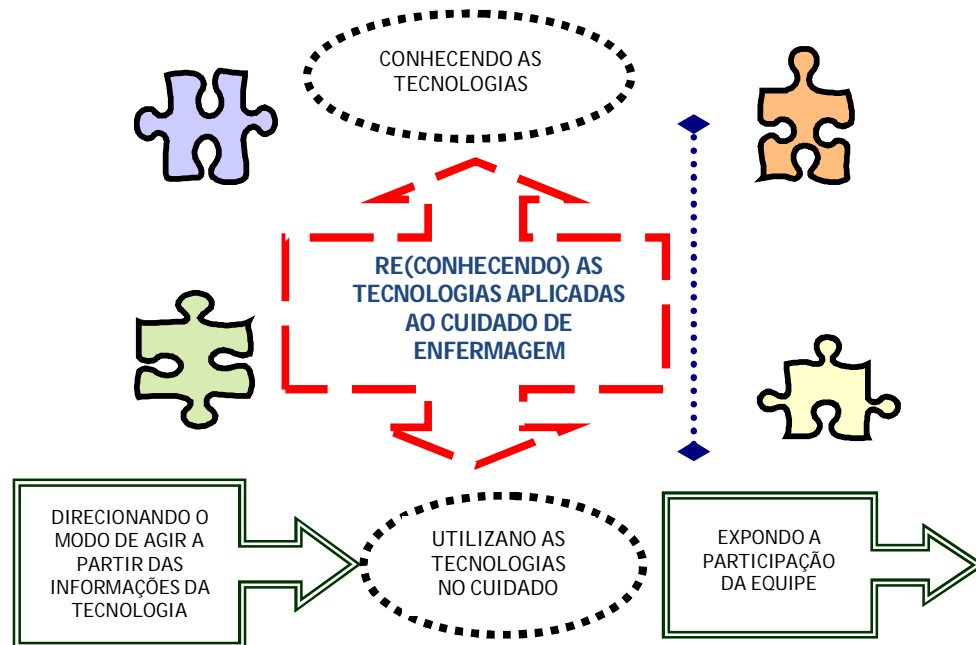 CONHECENDO AS
TECNOLOGIAS
RE(CONHECENDO) AS
TECNOLOGIAS APLICADAS
AO CUIDADO DE
ENFERMAGEM
DIRECIONANDO O
MODO DE AGIR A
PARTIR DAS
INFORMAÇÕES DA
TECNOLOGIA
UTILIZANO AS
TECNOLOGIAS
NO CUIDADO
EXPONDO A
PARTICIPAÇÃO
DA EQUIPE